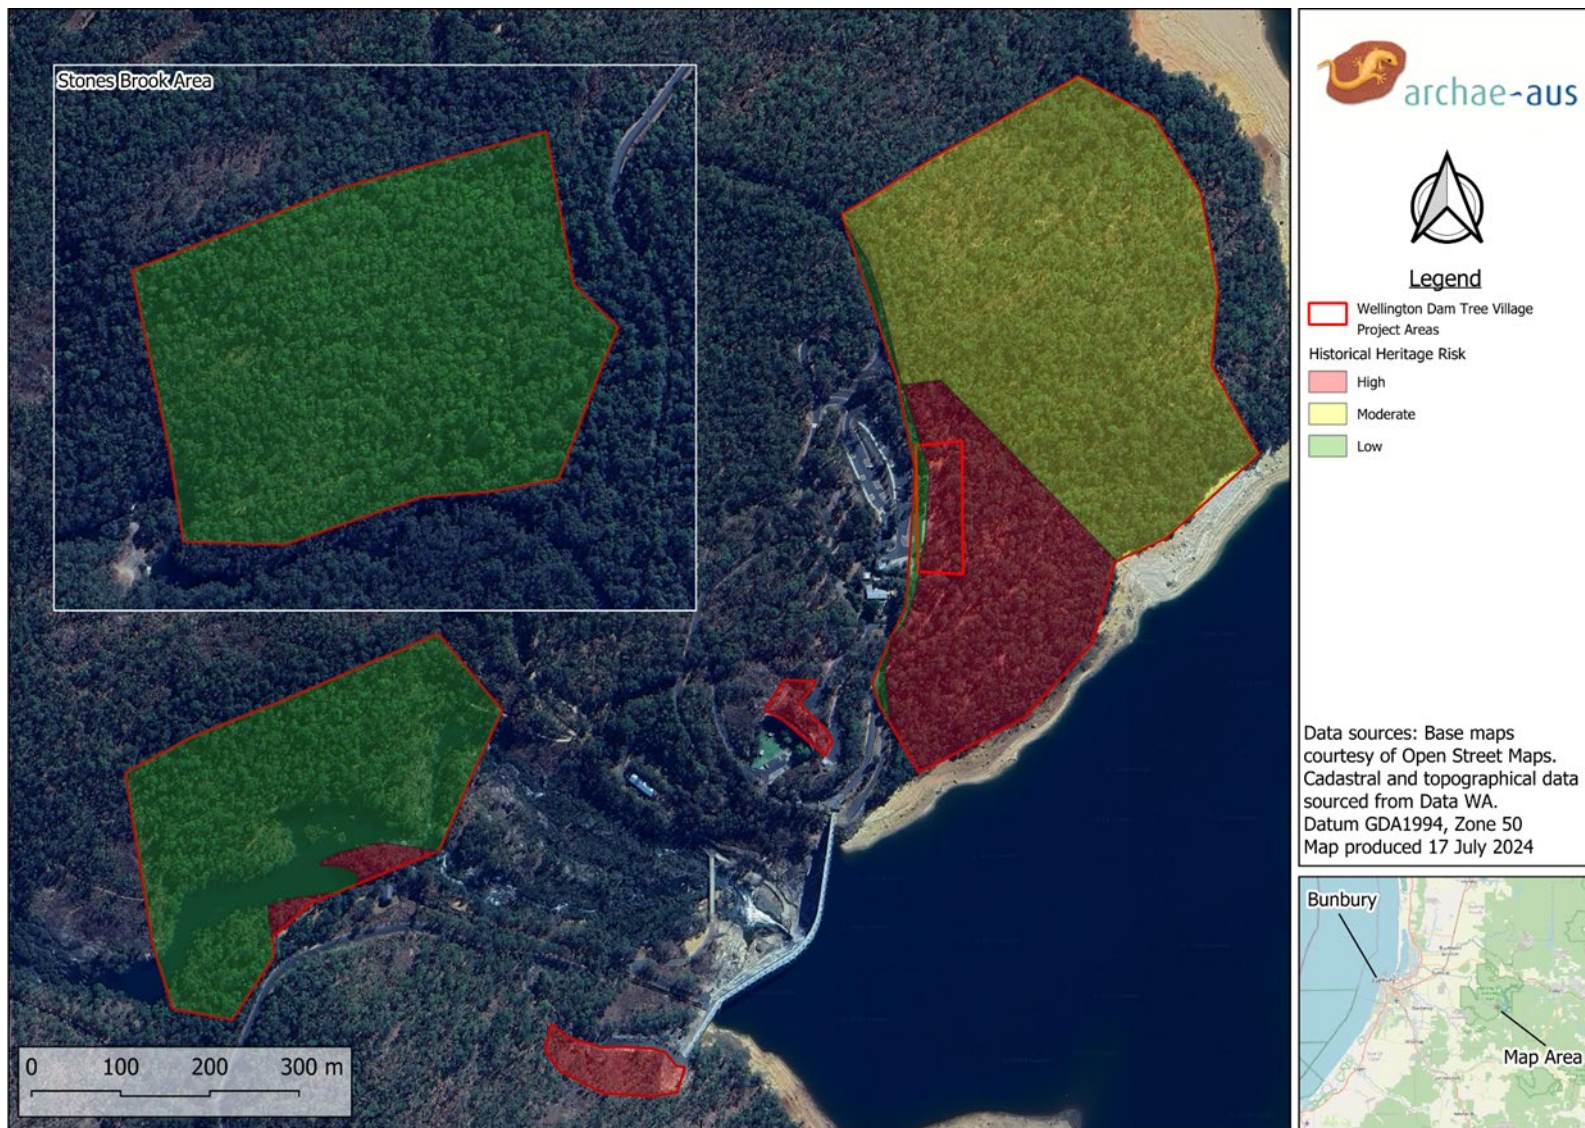 Stones Brook Area
0 100 200 300 m
archae-aus
Legend
Wellington Dam Tree Village
Project Areas
Historical Heritage Risk
High
Moderate
Low
Data sources: Base maps
courtesy of Open Street Maps.
Cadastral and topographical data
sourced from Data WA.
Datum GDA1994, Zone 50
Map produced 17 July 2024
Bunbury
Map Area